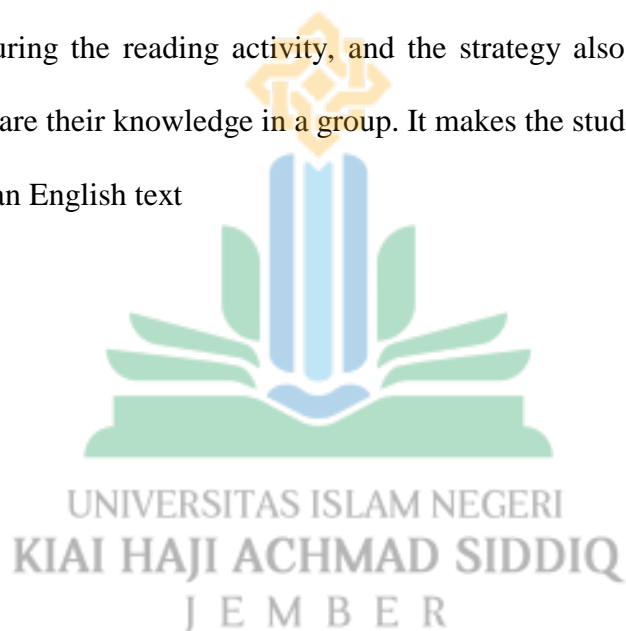 uring the reading activity, and the strategy also
are their knowledge in a group. It makes the stud
an English text
UNIVERSITAS ISLAM NEGERI
KIAI HAJI ACHMAD SIDDIQ
JEMBER